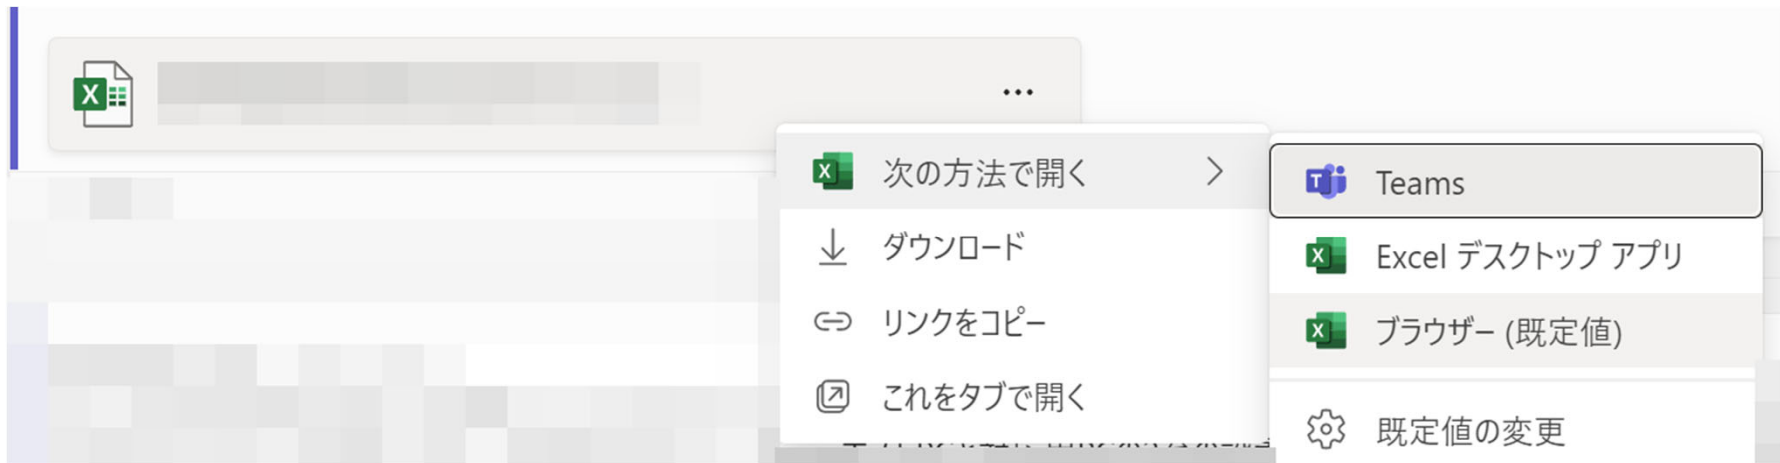 次の方法で開く
ダウンロード
リンクをコピー
これをタブで開く
Teams
Excel デスクトップ アプリ
ブラウザー (既定値)
既定値の変更